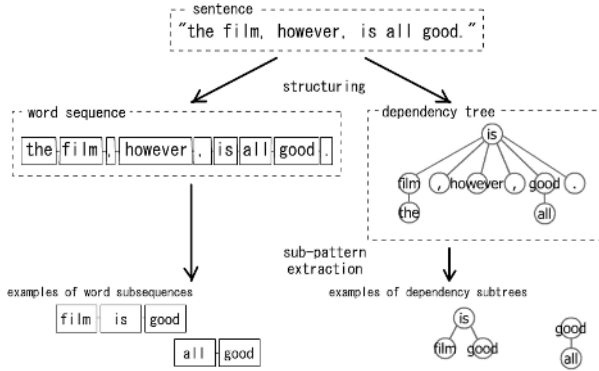 sentence
"the film, however, is all good."
structuring
word sequence
the film , however , is all good .
dependency tree
is
film , however , good .
the all
sub-pattern
extraction
examples of word subsequences
film is good
all good
examples of dependency subtrees
is
film good
good
all